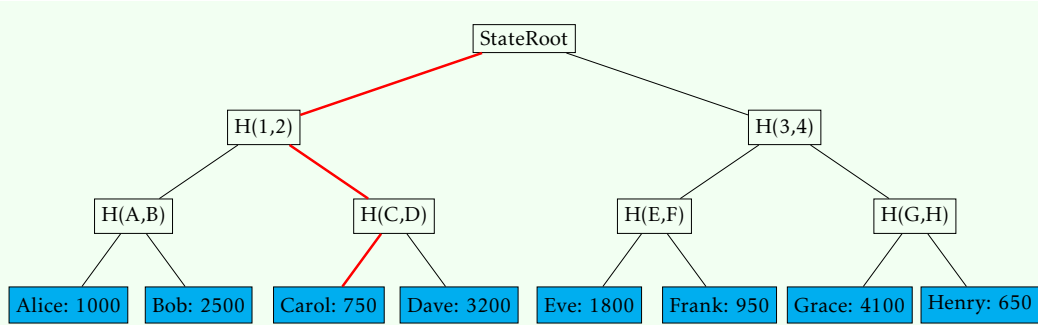 StateRoot
H(1,2)
H(3,4)
H(A,B)
H(C,D)
H(E,F)
H(G,H)
Alice: 1000
Bob: 2500
Carol: 750
Dave: 3200
Eve: 1800
Frank: 950
Grace: 4100
Henry: 650